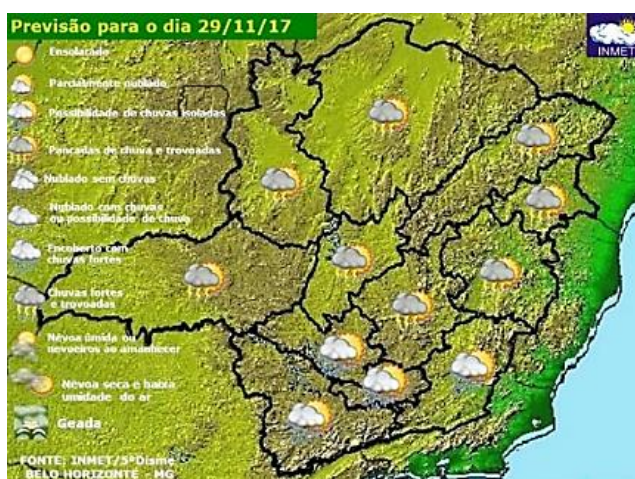 Previsão para o dia 29/11/17
INMET
Ensolarado
Parcialmente nublado
Possibilidade de chuvas isoladas
Pancadas de chuva e trovoadas
Nublado sem chuvas
Nublado com chuvas
ou possibilidade de chuva
Encoberto com
chuvas fortes
Chuvas fortes
e trovoadas
Névoa úmida ou
nevoeiros ao amanhecer
Névoa seca e baixa
umidade do ar
Geada
FONTE: INMET/5ºDisme
BELO HORIZONTE - MG